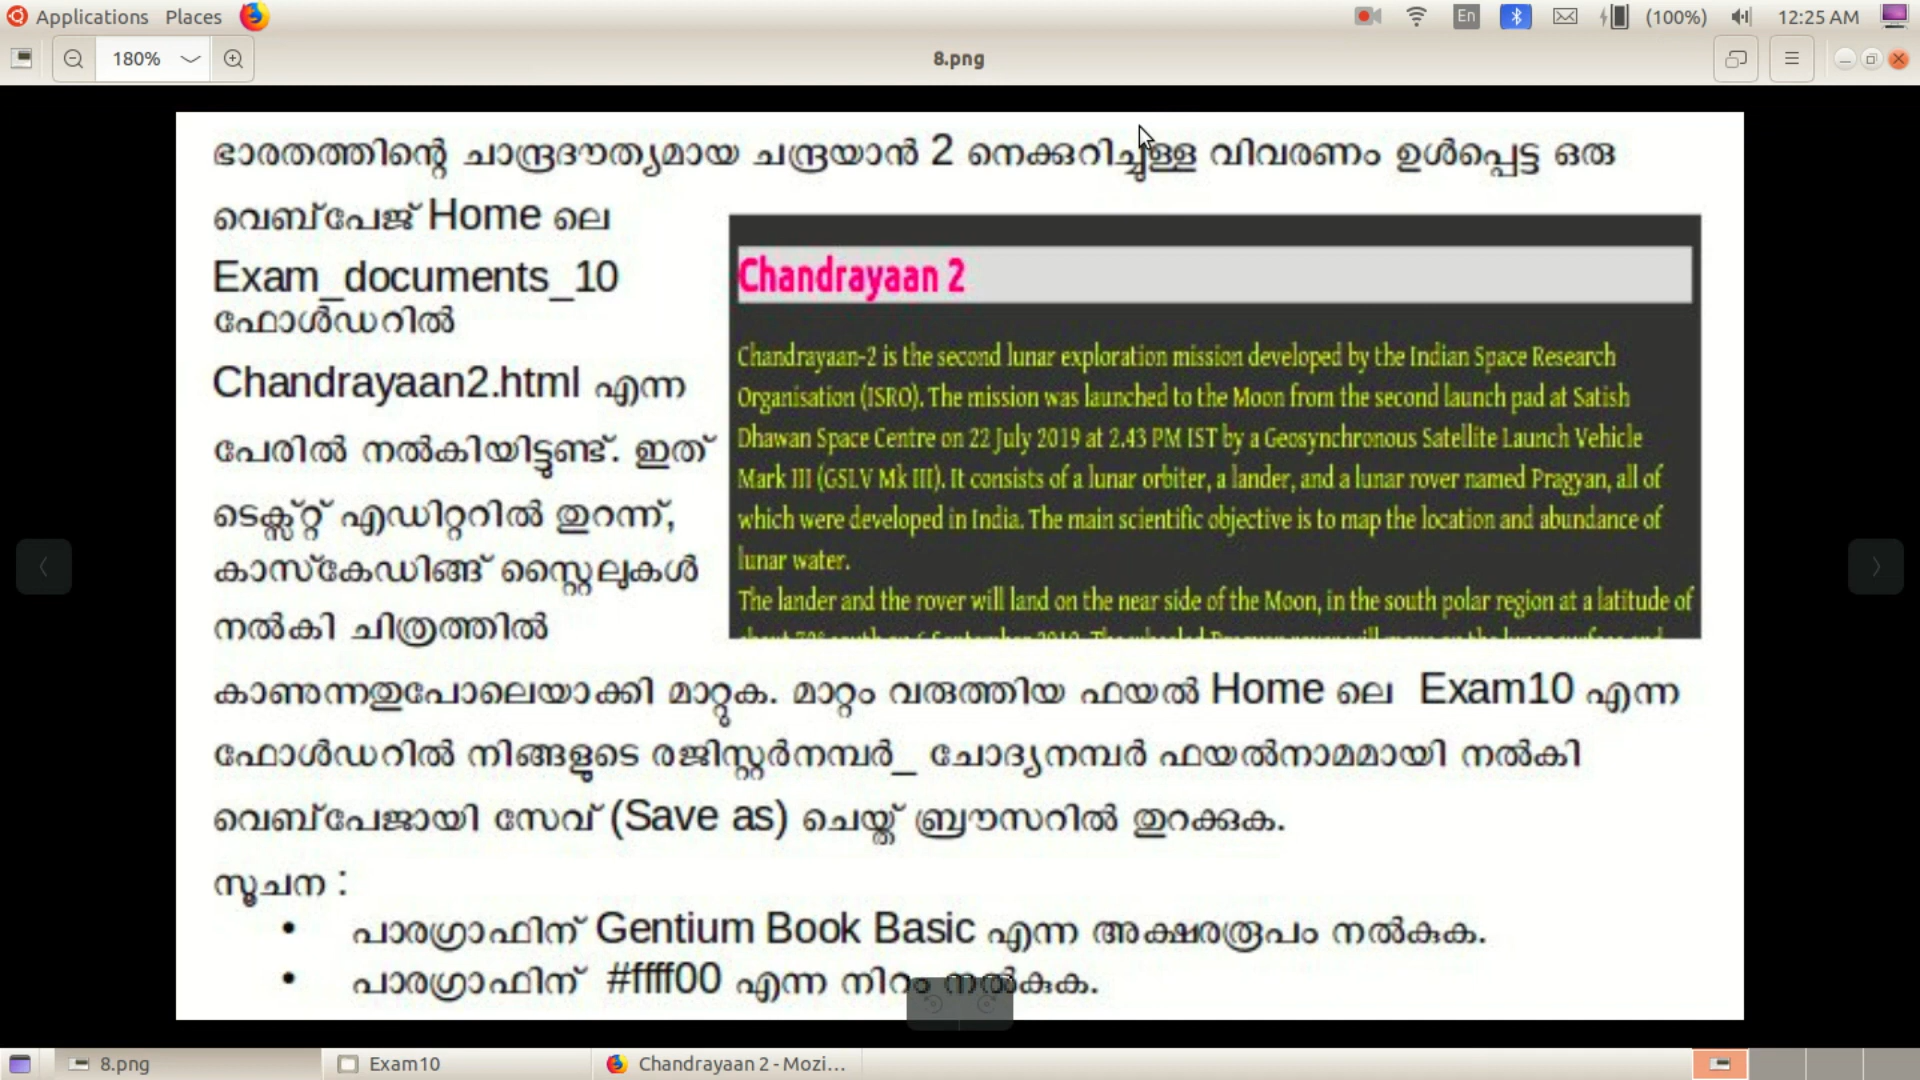 Applications Places En (100%) 12:25 AM
180% 8.png
ഭാരതത്തിന്റെ ചാന്ദ്രദൗത്യമായ ചന്ദ്രയാൻ 2 നെക്കുറിച്ചുള്ള വിവരണം ഉൾപ്പെട്ട ഒരു
വെബ്പേജ് Home ലെ
Exam_documents_10
ഫോൾഡറിൽ
Chandrayaan2.html എന്ന
പേരിൽ നൽകിയിട്ടുണ്ട്. ഇത്
ടെക്സ്റ്റ് എഡിറ്ററിൽ തുറന്ന്,
കാസ്കേഡിങ്ങ് സ്റ്റൈലുകൾ
നൽകി ചിത്രത്തിൽ
Chandrayaan 2
Chandrayaan-2 is the second lunar exploration mission developed by the Indian Space Research
Organisation (ISRO). The mission was launched to the Moon from the second launch pad at Satish
Dhawan Space Centre on 22 July 2019 at 2.43 PM IST by a Geosynchronous Satellite Launch Vehicle
Mark III (GSLV Mk III). It consists of a lunar orbiter, a lander, and a lunar rover named Pragyan, all of
which were developed in India. The main scientific objective is to map the location and abundance of
lunar water.
The lander and the rover will land on the near side of the Moon, in the south polar region at a latitude of
കാണുന്നതുപോലെയാക്കി മാറ്റുക. മാറ്റം വരുത്തിയ ഫയൽ Home ലെ Exam10 എന്ന
ഫോൾഡറിൽ നിങ്ങളുടെ രജിസ്റ്റർനമ്പർ_ ചോദ്യനമ്പർ ഫയൽനാമമായി നൽകി
വെബ്പേജായി സേവ് (Save as) ചെയ്ത് ബ്രൗസറിൽ തുറക്കുക.
സൂചന :
• പാരഗ്രാഫിന് Gentium Book Basic എന്ന അക്ഷരരൂപം നൽകുക.
• പാരഗ്രാഫിന് #ffff00 എന്ന നിറം നൽകുക.
8.png Exam10 Chandrayaan 2 - Mozi...